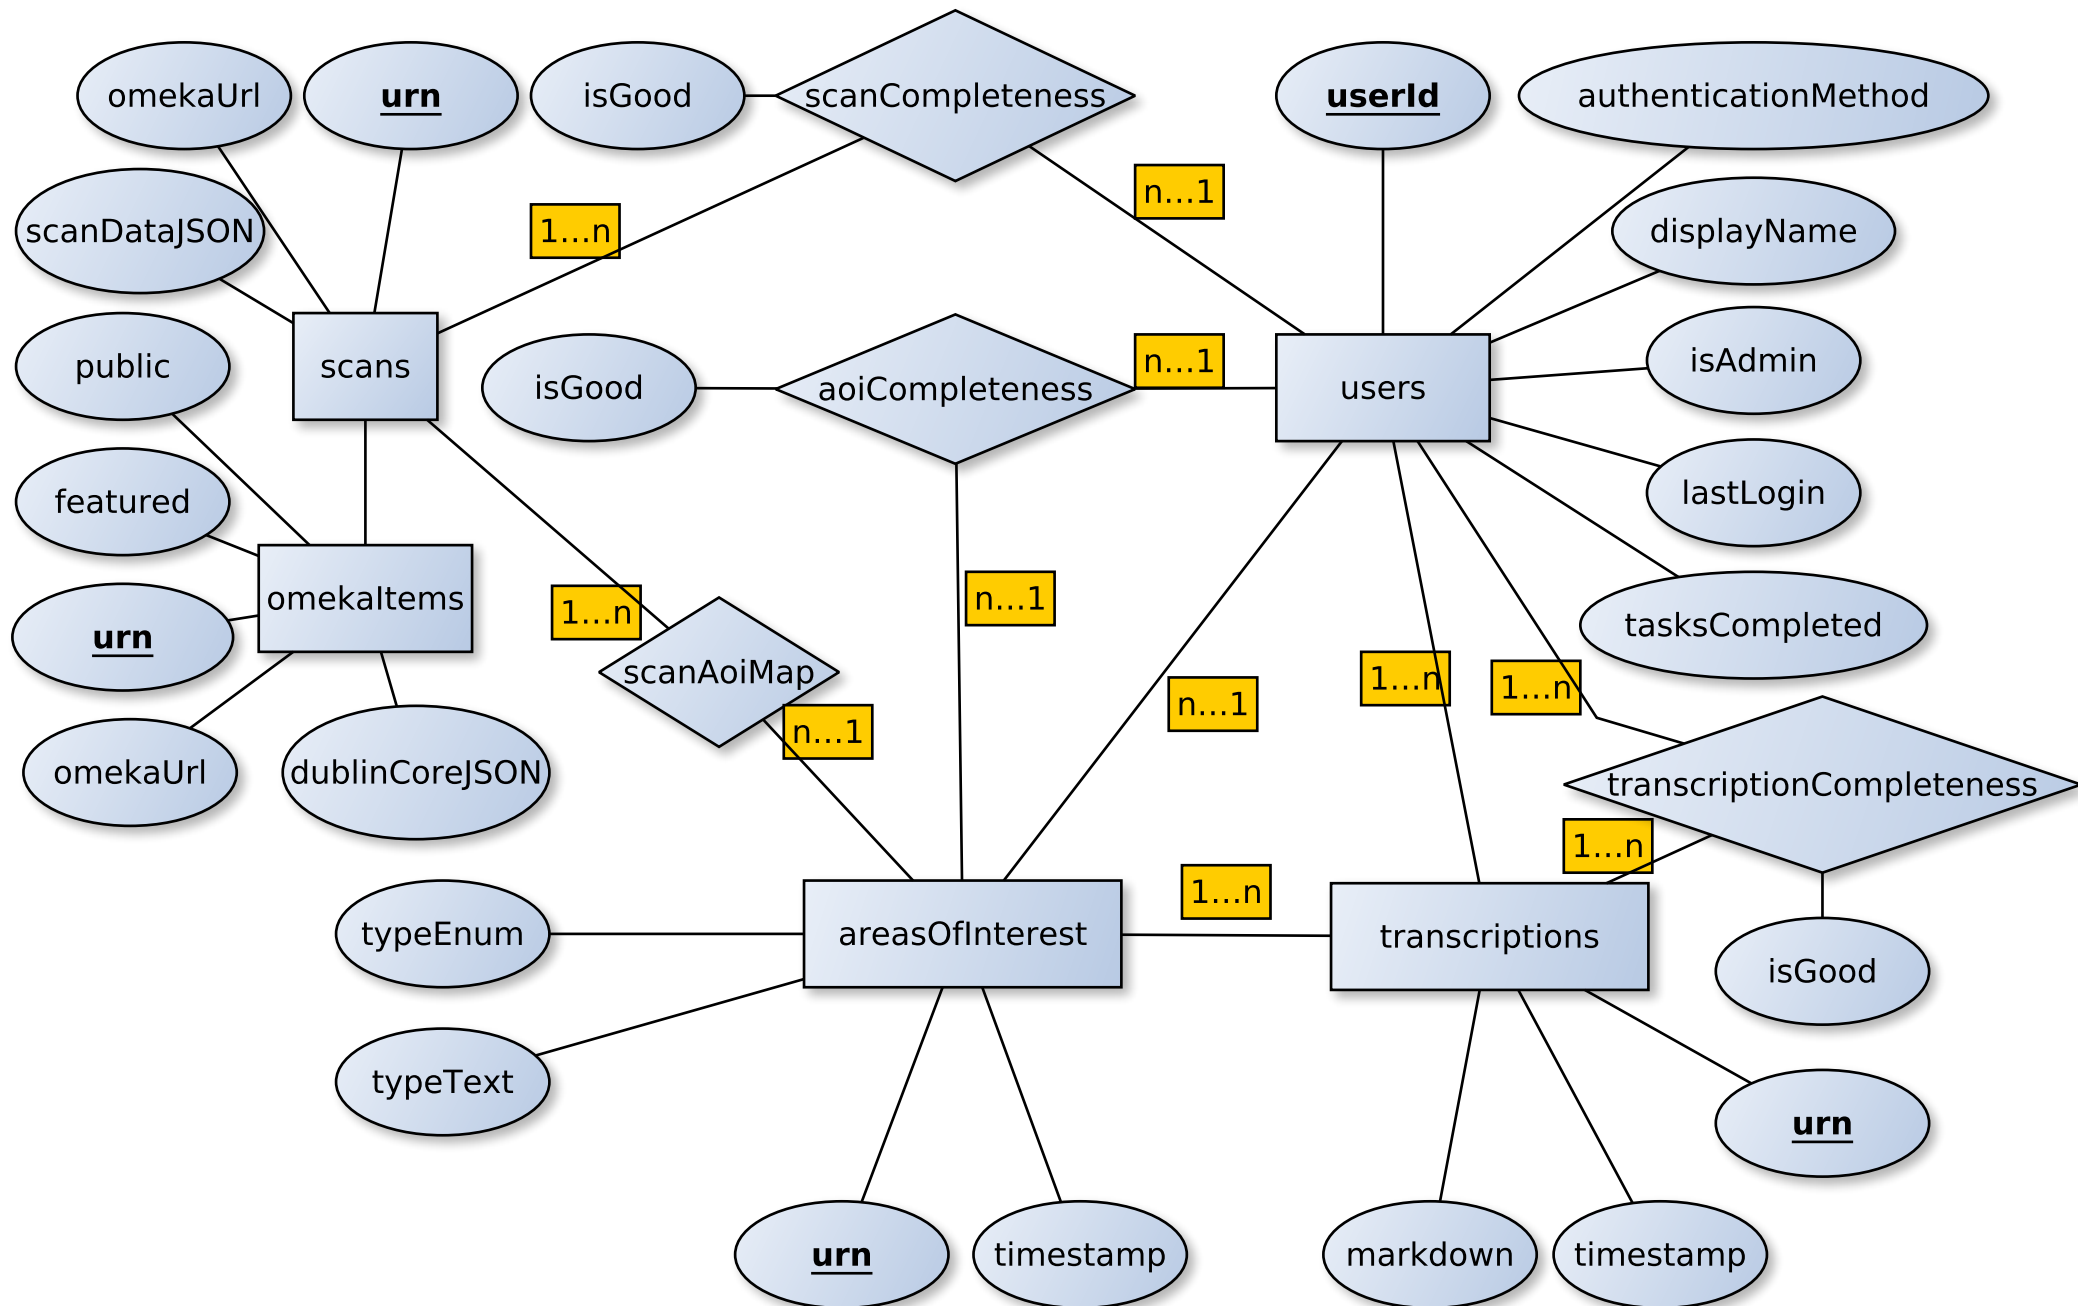 omekaUrl
urn
isGood
scanCompleteness
userId
authenticationMethod
n...1
scanDataJSON
1...n
displayName
scans
public
isGood
aoiCompleteness
n...1
users
isAdmin
featured
lastLogin
omekaItems
1...n
n...1
urn
tasksCompleted
scanAoiMap
1...n
1...n
n...1
n...1
omekaUrl
dublinCoreJSON
transcriptionCompleteness
1...n
1...n
typeEnum
areasOfInterest
transcriptions
isGood
typeText
urn
urn
timestamp
markdown
timestamp